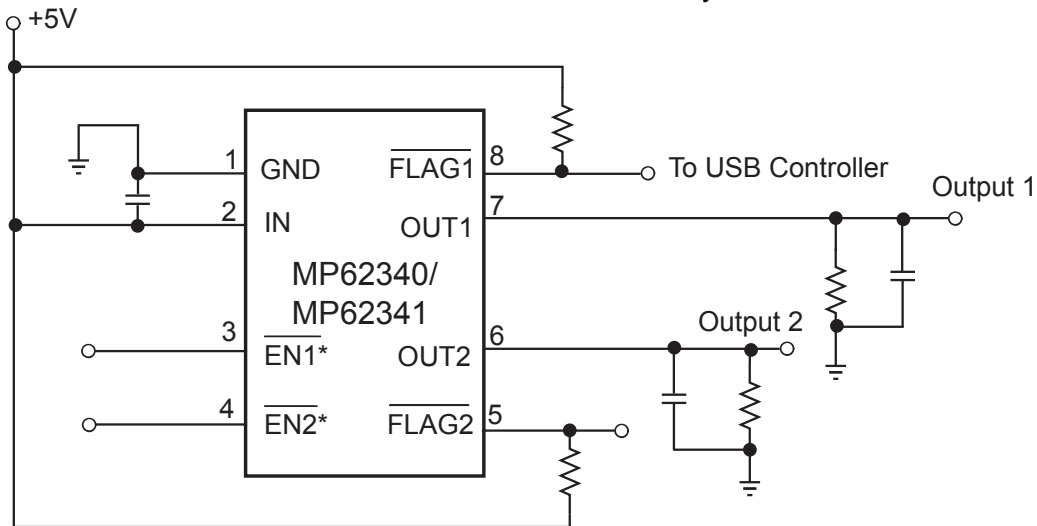 +5V
1
GND
FLAG1
8
To USB Controller
Output 1
2
IN
7
OUT1
MP62340/
MP62341
Output 2
3
EN1*
6
OUT2
4
EN2*
FLAG2
5